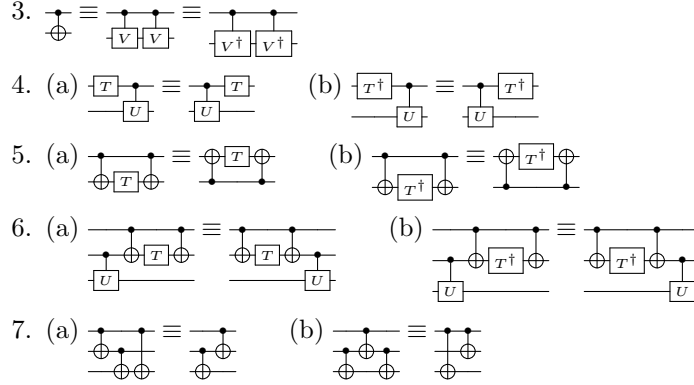 3. ≡ V V ≡ V† V†
4. (a) T U ≡ U T (b) T† U ≡ U T†
5. (a) T ≡ T (b) T† ≡ T†
6. (a) U T ≡ T U (b) U T† ≡ T† U
7. (a) ≡ (b) ≡